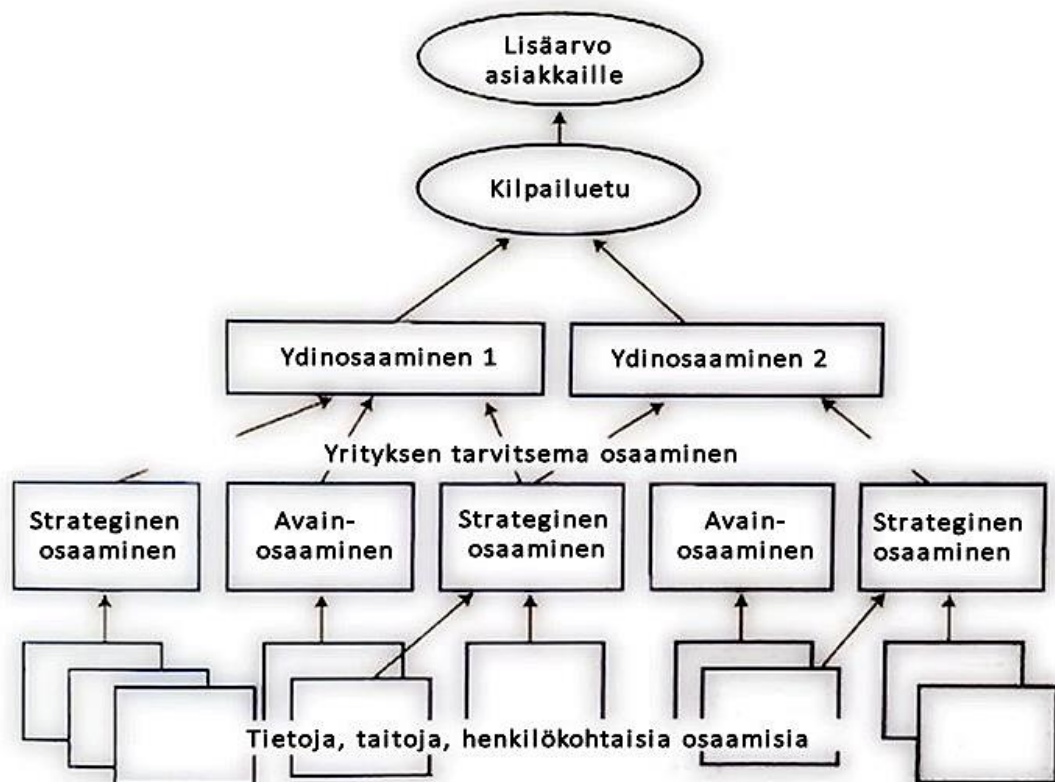 Lisäarvo
asiakkaille
Kilpailuetu
Ydinosaaminen 1
Ydinosaaminen 2
Yrityksen tarvitsema osaaminen
Strateginen
osaaminen
Avain-
osaaminen
Strateginen
osaaminen
Avain-
osaaminen
Strateginen
osaaminen
Tietoja, taitoja, henkilökohtaisia osaamisia